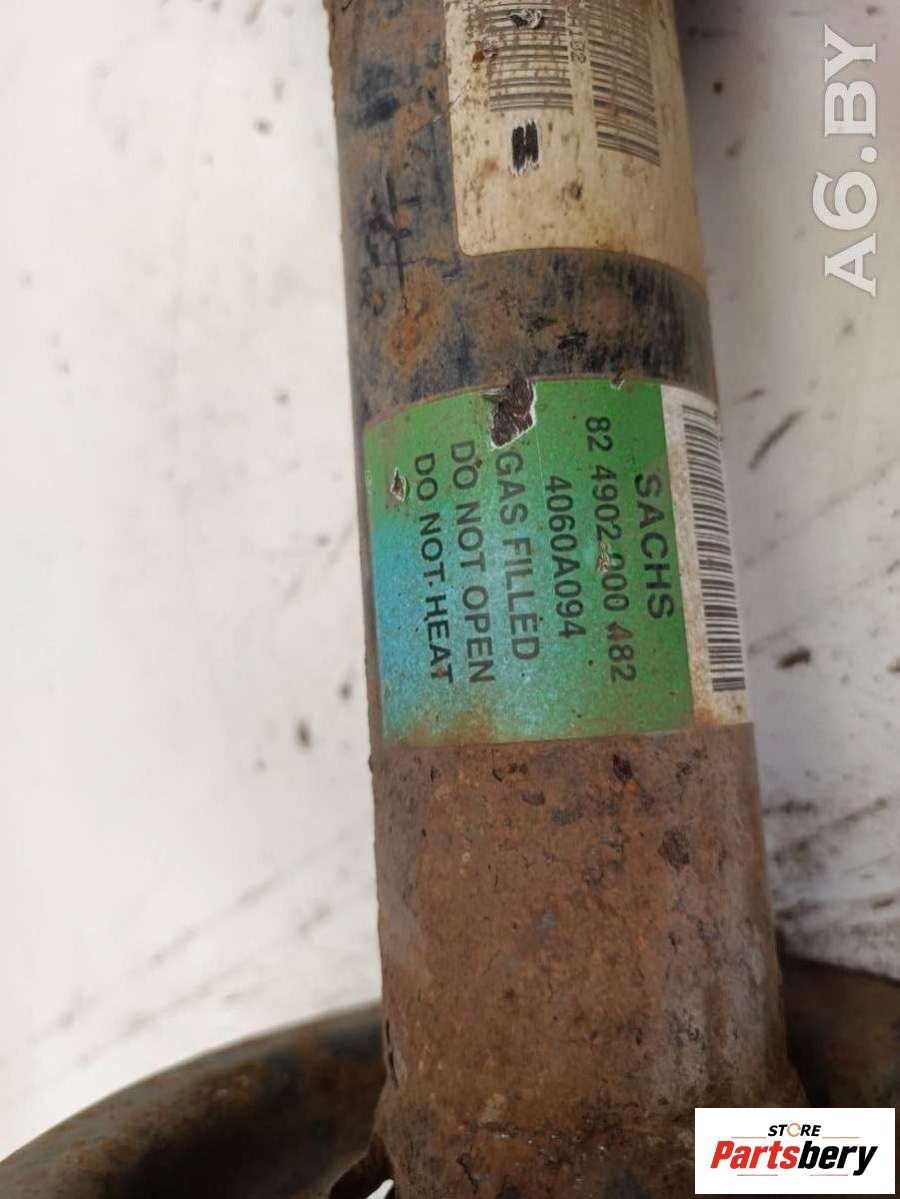 A6.BY
SACHS
82 4902 000 482
4060A094
GAS FILLED
DO NOT OPEN
DO NOT HEAT
STORE
Partsbery